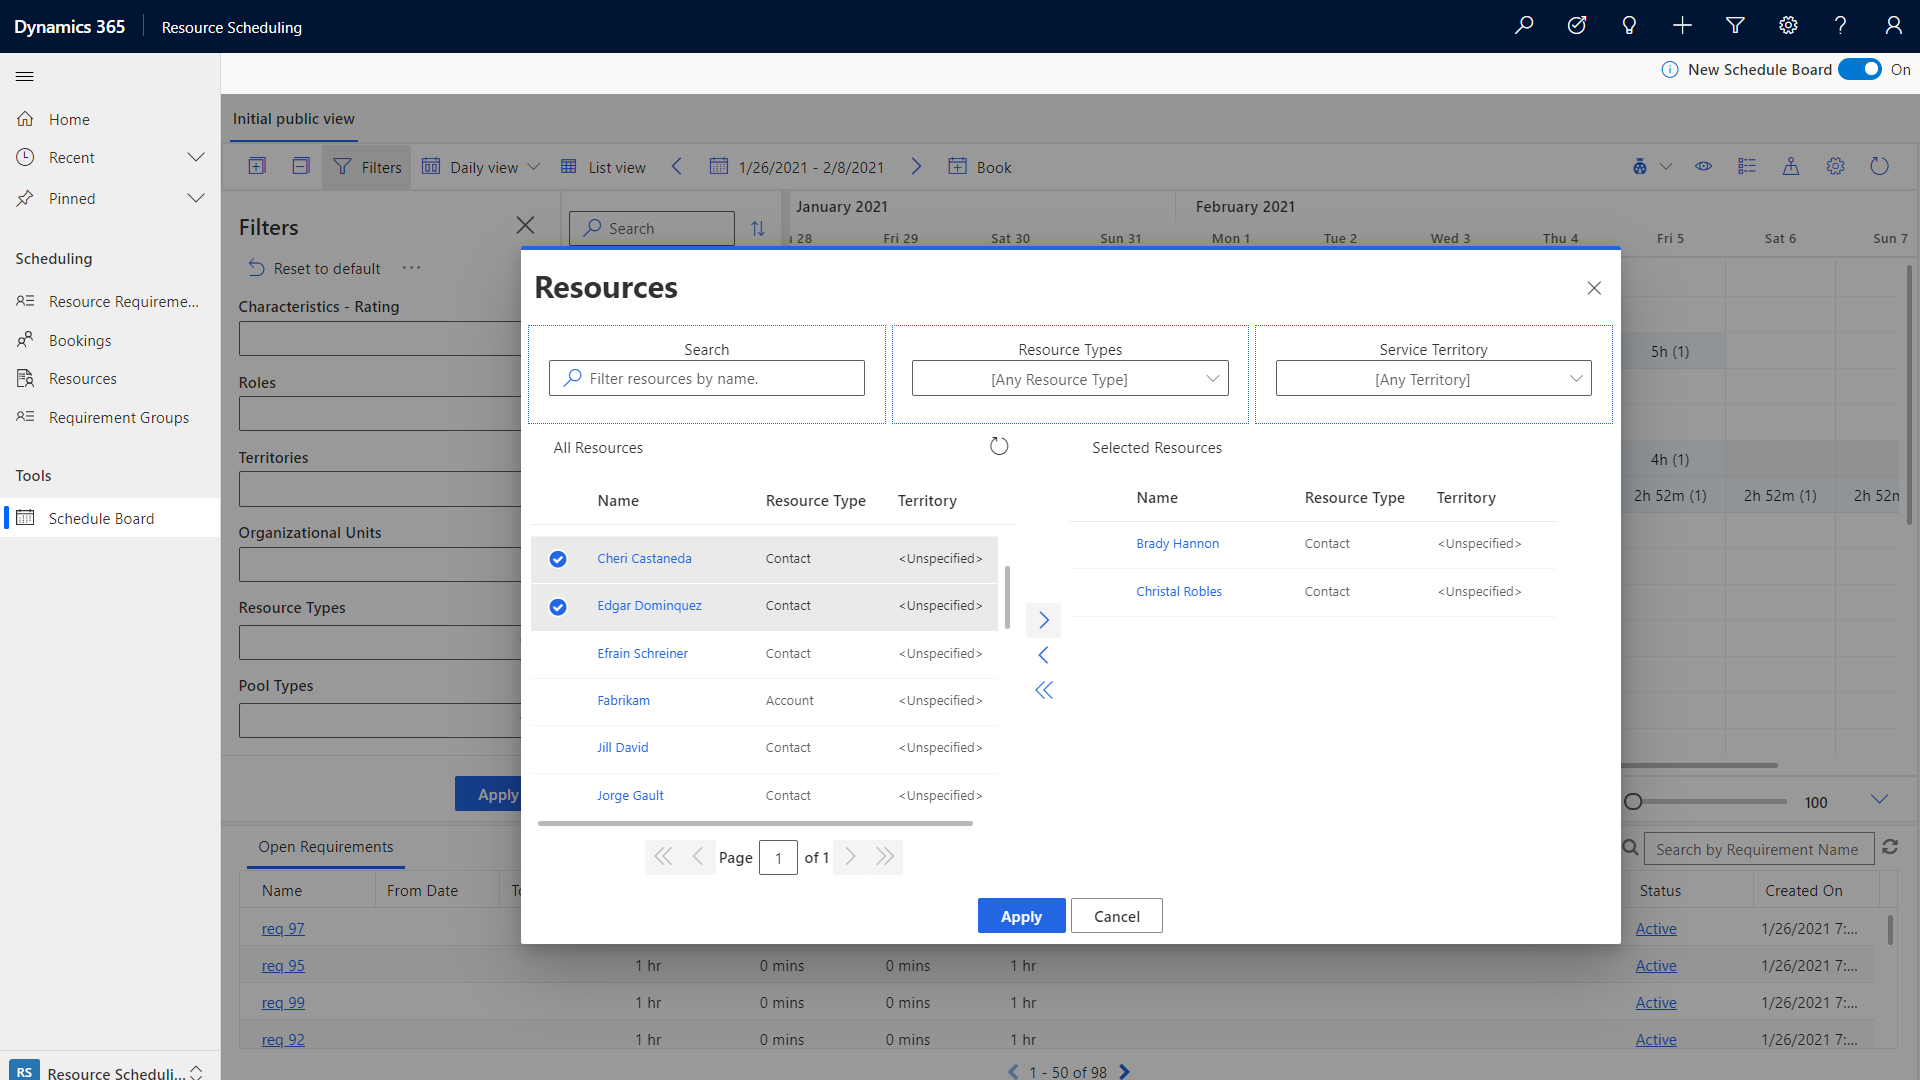 Dynamics 365
Resource Scheduling
New Schedule Board
On
Home
Recent
Pinned
Scheduling
Resource Requireme...
Bookings
Resources
Requirement Groups
Tools
Schedule Board
RS
Resource Scheduli...
Initial public view
Filters
Daily view
List view
1/26/2021 - 2/8/2021
Book
Filters
Reset to default
Characteristics - Rating
Roles
Territories
Organizational Units
Resource Types
Pool Types
Apply
Search
January 2021
February 2021
28
Fri 29
Sat 30
Sun 31
Mon 1
Tue 2
Wed 3
Thu 4
Fri 5
Sat 6
Sun 7
5h (1)
4h (1)
2h 52m (1)
2h 52m (1)
2h 52m
Resources
Search
Filter resources by name.
Resource Types
[Any Resource Type]
Service Territory
[Any Territory]
All Resources
Name Resource Type Territory
Cheri Castaneda Contact <Unspecified>
Edgar Dominquez Contact <Unspecified>
Efrain Schreiner Contact <Unspecified>
Fabrikam Account <Unspecified>
Jill David Contact <Unspecified>
Jorge Gault Contact <Unspecified>
Page 1 of 1
Selected Resources
Name Resource Type Territory
Brady Hannon Contact <Unspecified>
Christal Robles Contact <Unspecified>
Apply
Cancel
100
Open Requirements
Search by Requirement Name
Name From Date Status Created On
req 97 Active 1/26/2021 7:...
req 95 1 hr 0 mins 0 mins 1 hr Active 1/26/2021 7:...
req 99 1 hr 0 mins 0 mins 1 hr Active 1/26/2021 7:...
req 92 1 hr 0 mins 0 mins 1 hr Active 1/26/2021 7:...
1 - 50 of 98